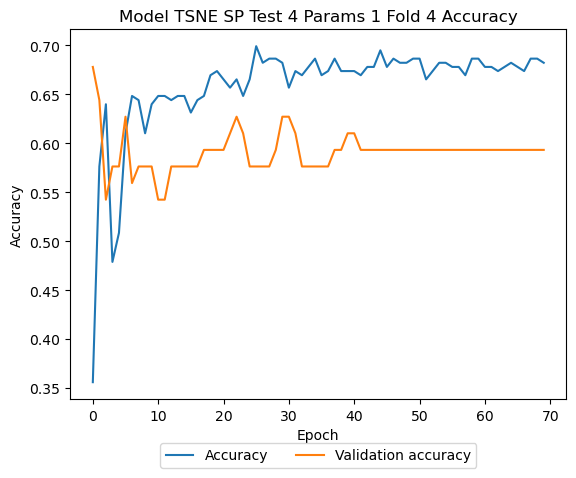 Model TSNE SP Test 4 Params 1 Fold 4 Accuracy
0.70
0.65
0.60
0.55
0.50
0.45
0.40
0.35
Accuracy
0 10 20 30 40 50 60 70
Epoch
Accuracy Validation accuracy